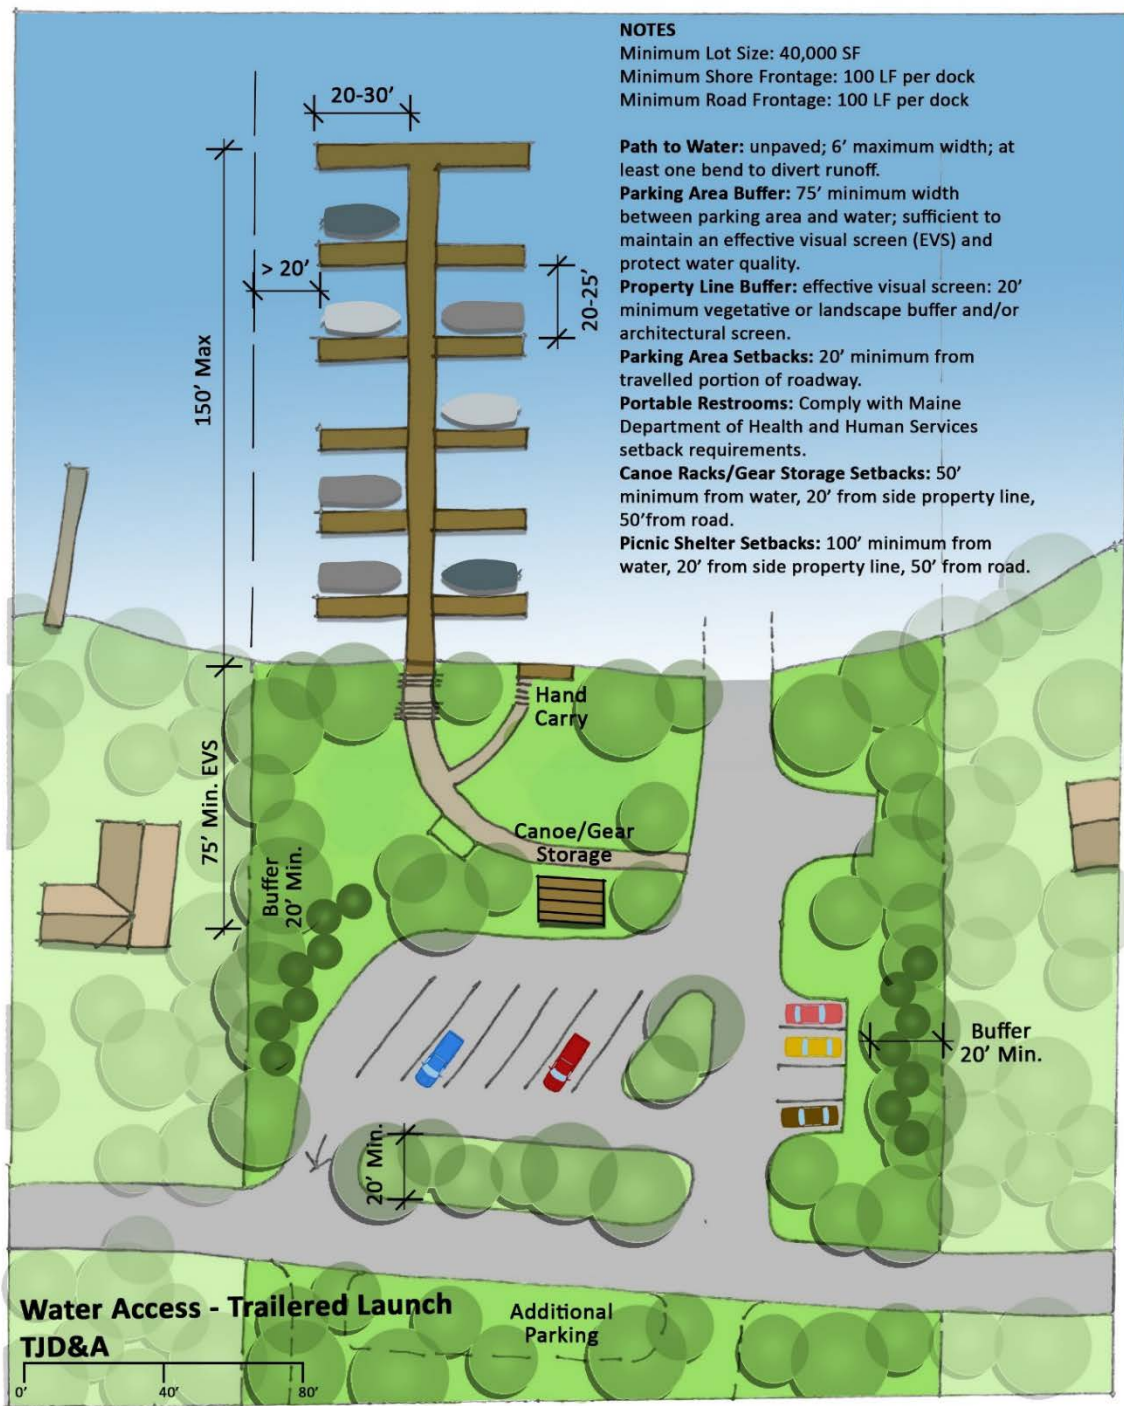 NOTES
Minimum Lot Size: 40,000 SF
Minimum Shore Frontage: 100 LF per dock
Minimum Road Frontage: 100 LF per dock
Path to Water: unpaved; 6’ maximum width; at
least one bend to divert runoff.
Parking Area Buffer: 75’ minimum width
between parking area and water; sufficient to
maintain an effective visual screen (EVS) and
protect water quality.
Property Line Buffer: effective visual screen: 20’
minimum vegetative or landscape buffer and/or
architectural screen.
Parking Area Setbacks: 20’ minimum from
travelled portion of roadway.
Portable Restrooms: Comply with Maine
Department of Health and Human Services
setback requirements.
Canoe Racks/Gear Storage Setbacks: 50’
minimum from water, 20’ from side property line,
50’from road.
Picnic Shelter Setbacks: 100’ minimum from
water, 20’ from side property line, 50’ from road.
20-30’
> 20’
20-25’
150’ Max
Hand
Carry
75’ Min. EVS
Canoe/Gear
Storage
Buffer
20’ Min.
Buffer
20’ Min.
20’ Min.
Additional
Parking
Water Access - Trailered Launch
TJD&A
0’ 40’ 80’